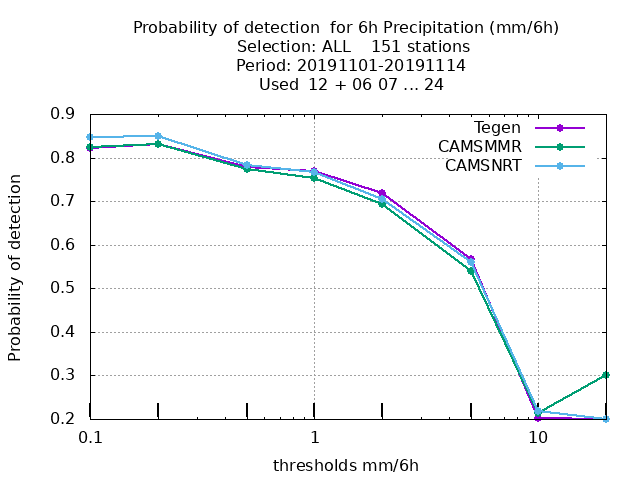 Probability of detection  for 6h Precipitation (mm/6h)
Selection: ALL    151 stations
Period: 20191101-20191114
Used  12 + 06 07 ... 24
Tegen
CAMSMMR
CAMSNRT
Probability of detection
0.9
0.8
0.7
0.6
0.5
0.4
0.3
0.2
0.1
1
10
thresholds mm/6h